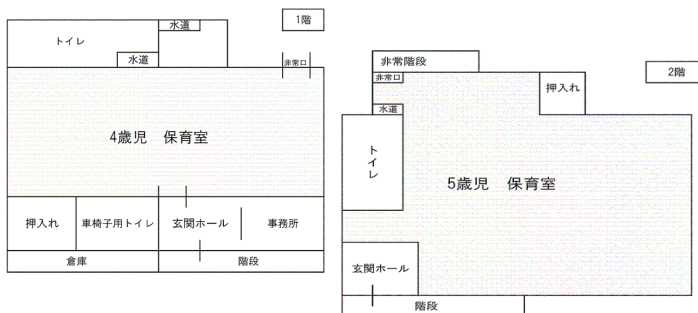 1階
水道
トイレ
水道
非常口
4歳児 保育室
押入れ
車椅子用トイレ
玄関ホール
事務所
倉庫
階段
2階
非常階段
非常口
押入れ
水道
トイレ
5歳児 保育室
玄関ホール
階段